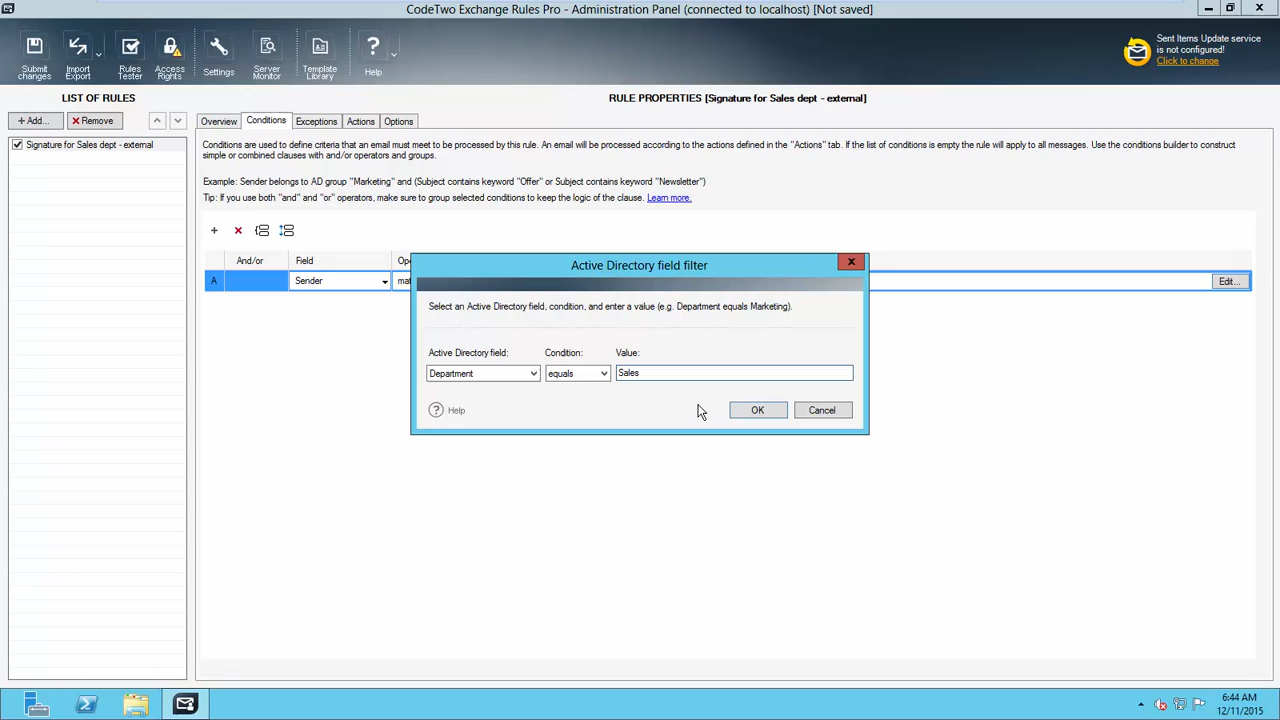 CodeTwo Exchange Rules Pro - Administration Panel (connected to localhost) [Not saved]
Submit changes
Import Export
Rules Tester
Access Rights
Settings
Server Monitor
Template Library
Help
Sent Items Update service
is not configured!
Click to change
LIST OF RULES
RULE PROPERTIES [Signature for Sales dept - external]
Add...
Remove
Overview
Conditions
Exceptions
Actions
Options
Signature for Sales dept - external
Conditions are used to define criteria that an email must meet to be processed by this rule. An email will be processed according to the actions defined in the "Actions" tab. If the list of conditions is empty the rule will apply to all messages. Use the conditions builder to construct
simple or combined clauses with and/or operators and groups.
Example: Sender belongs to AD group "Marketing" and (Subject contains keyword "Offer" or Subject contains keyword "Newsletter")
Tip: If you use both "and" and "or" operators, make sure to group selected conditions to keep the logic of the clause. Learn more.
And/or
Field
Ope
A
Sender
mat
Edit...
Active Directory field filter
Select an Active Directory field, condition, and enter a value (e.g. Department equals Marketing).
Active Directory field:
Condition:
Value:
Department
equals
Sales
Help
OK
Cancel
6:44 AM
12/11/2015